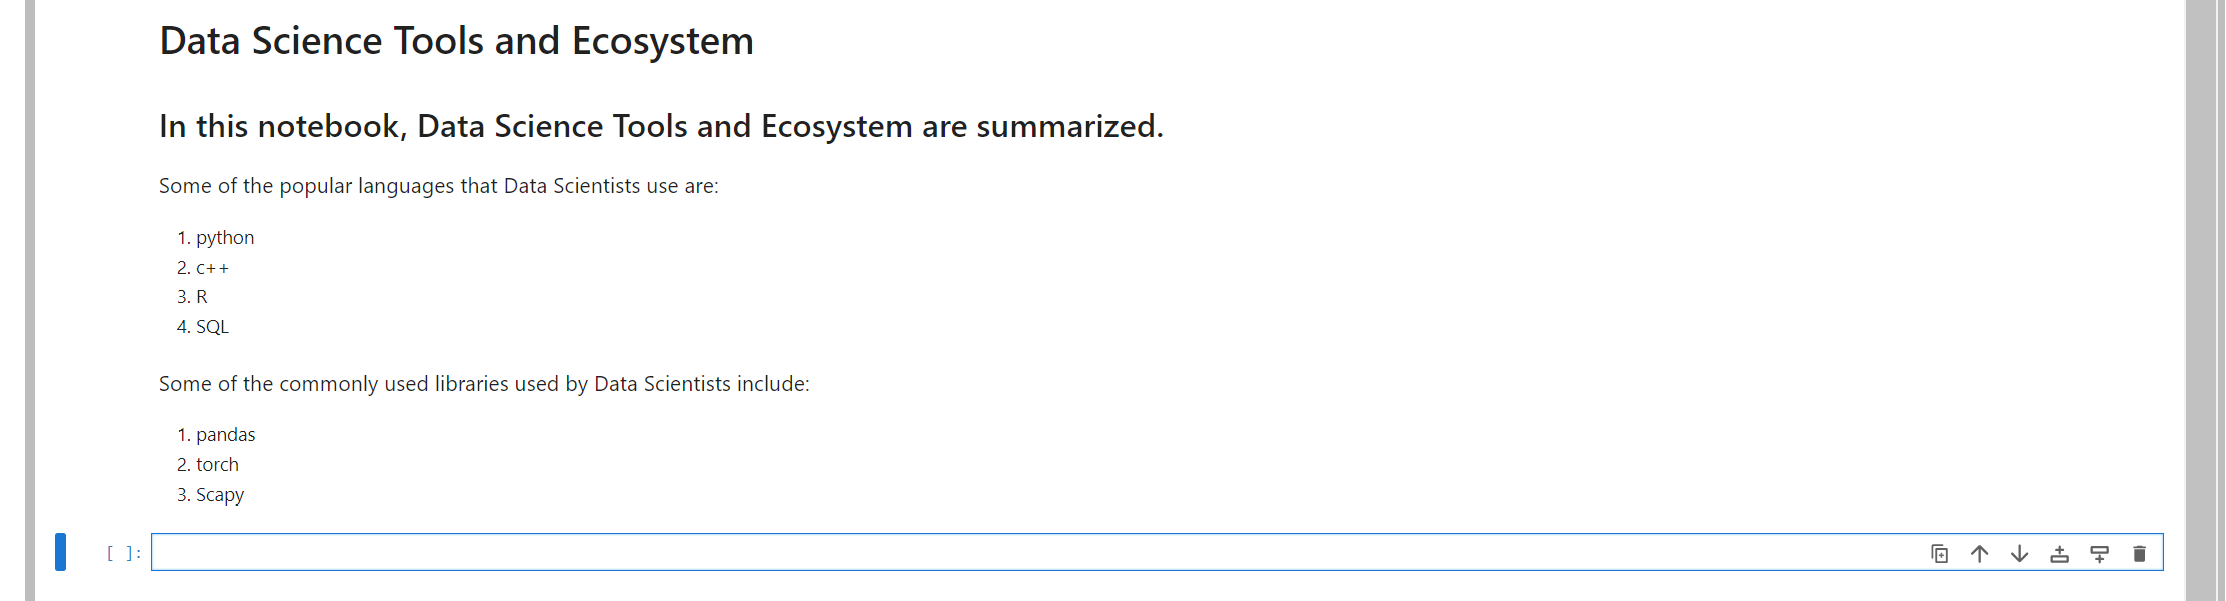 Data Science Tools and Ecosystem
In this notebook, Data Science Tools and Ecosystem are summarized.
Some of the popular languages that Data Scientists use are:
1. python
2. c++
3. R
4. SQL
Some of the commonly used libraries used by Data Scientists include:
1. pandas
2. torch
3. Scapy
[ ]: